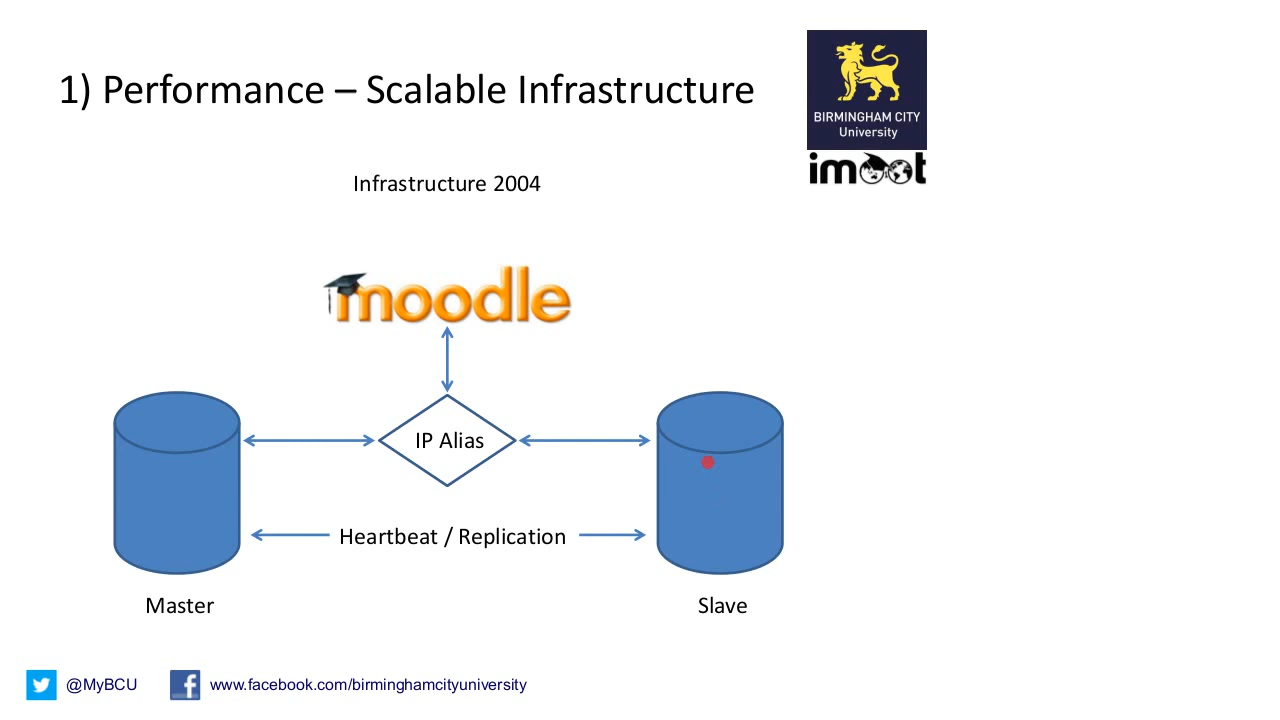 1) Performance – Scalable Infrastructure
BIRMINGHAM CITY
University
imoot
Infrastructure 2004
moodle
IP Alias
Heartbeat / Replication
Master
Slave
@MyBCU
www.facebook.com/birminghamcityuniversity